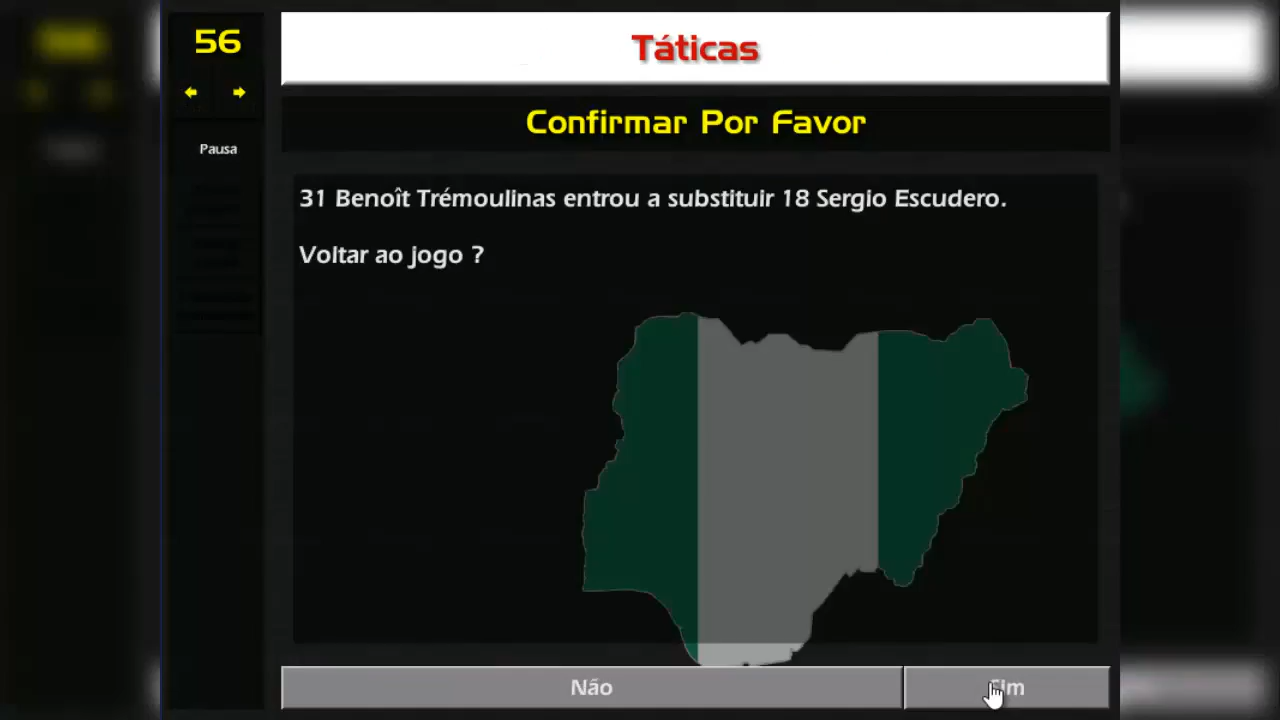 56
Táticas
Confirmar Por Favor
Pausa
31 Benoît Trémoulinas entrou a substituir 18 Sergio Escudero.
Voltar ao jogo ?
Não